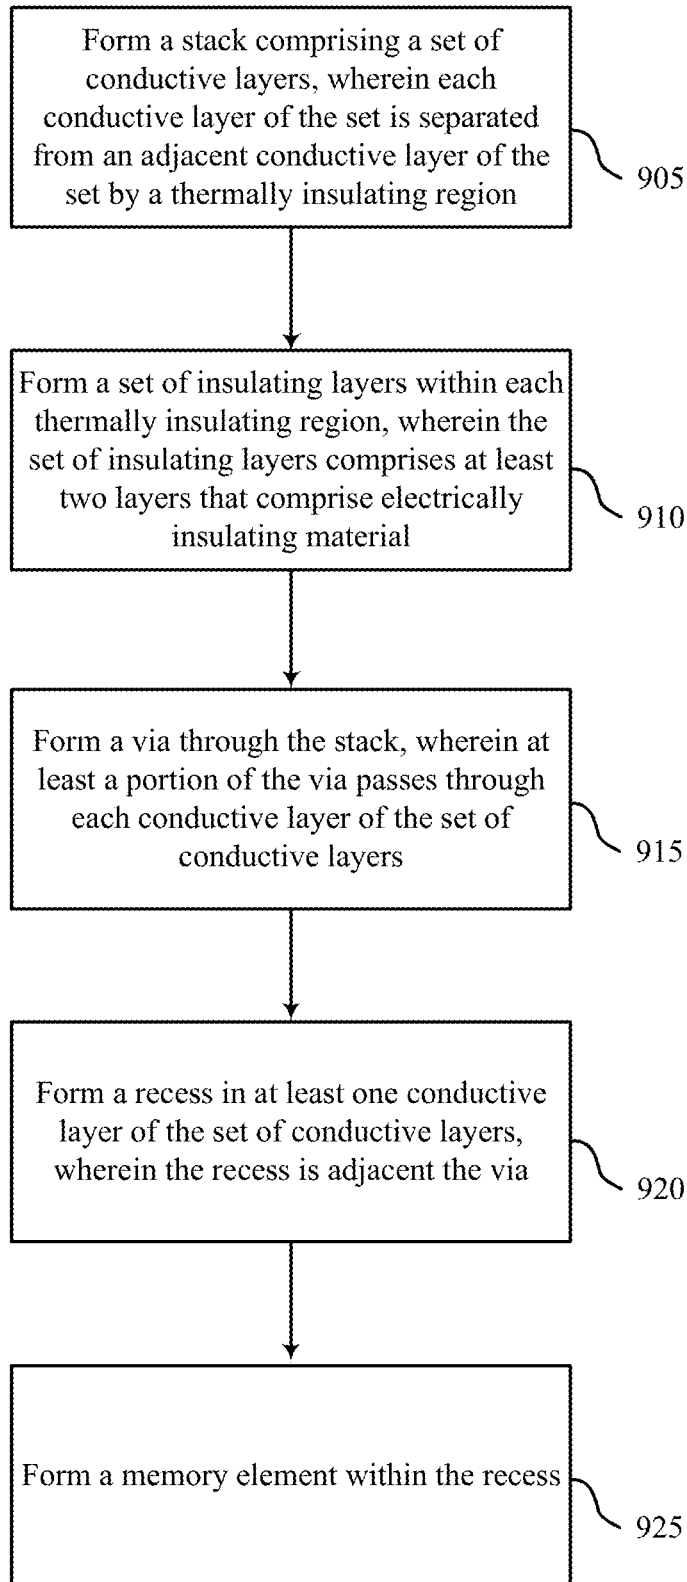 Form a stack comprising a set of
conductive layers, wherein each
conductive layer of the set is separated
from an adjacent conductive layer of the
set by a thermally insulating region
905
Form a set of insulating layers within each
thermally insulating region, wherein the
set of insulating layers comprises at least
two layers that comprise electrically
insulating material
910
Form a via through the stack, wherein at
least a portion of the via passes through
each conductive layer of the set of
conductive layers
915
Form a recess in at least one conductive
layer of the set of conductive layers,
wherein the recess is adjacent the via
920
Form a memory element within the recess
925